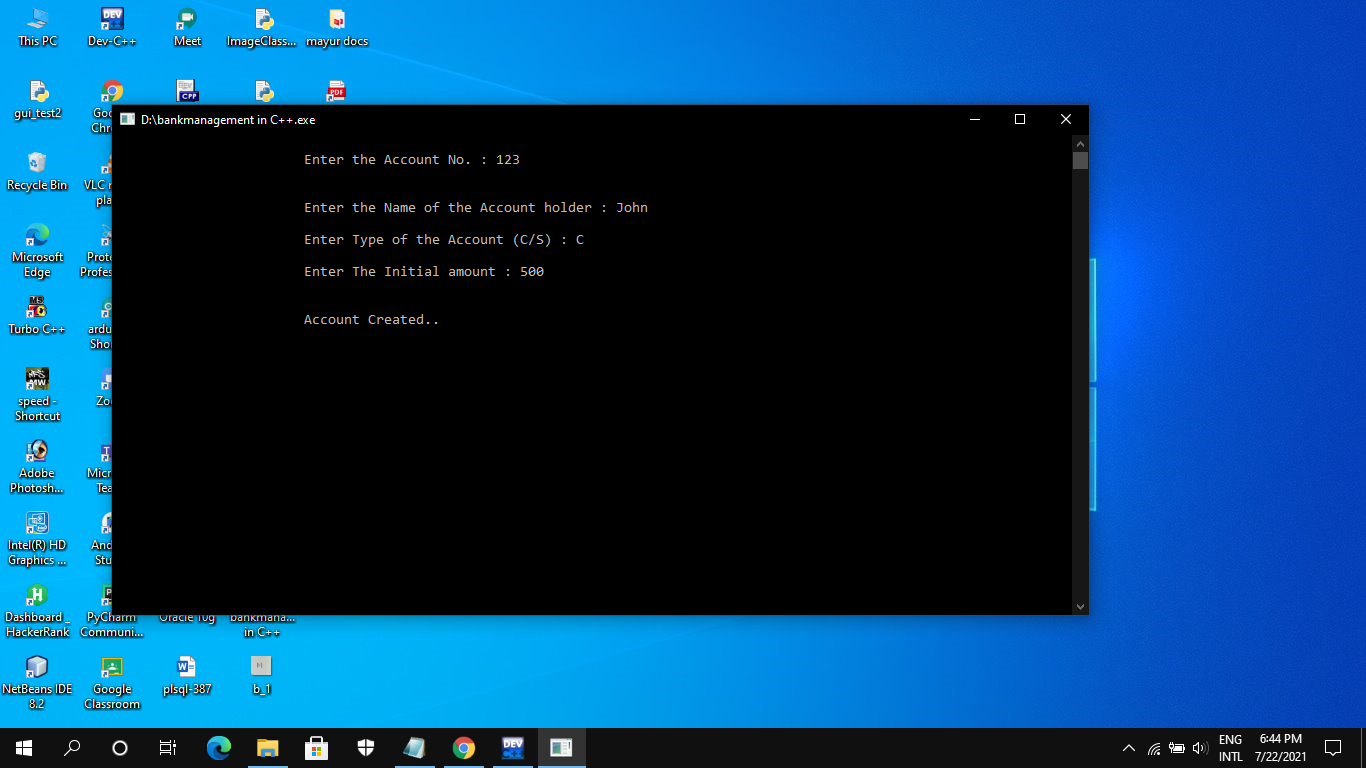 This PC
Dev-C++
Meet
ImageClass...
mayur docs
gui_test2
Goo
Chr
CPP
PDF
D:\bankmanagement in C++.exe
Enter the Account No. : 123
Enter the Name of the Account holder : John
Enter Type of the Account (C/S) : C
Enter The Initial amount : 500
Account Created..
Recycle Bin
VLC
pla
Microsoft
Edge
Prote
Profess
Turbo C++
ardu
Sho
speed -
Shortcut
Zo
Adobe
Photosh...
Micr
Tea
Intel(R) HD
Graphics ...
And
Stu
Dashboard _
HackerRank
PyCharm
Communi...
Oracle 10g
bankmana...
in C++
NetBeans IDE
8.2
Google
Classroom
plsql-387
b_1
DEV
ENG
INTL
6:44 PM
7/22/2021